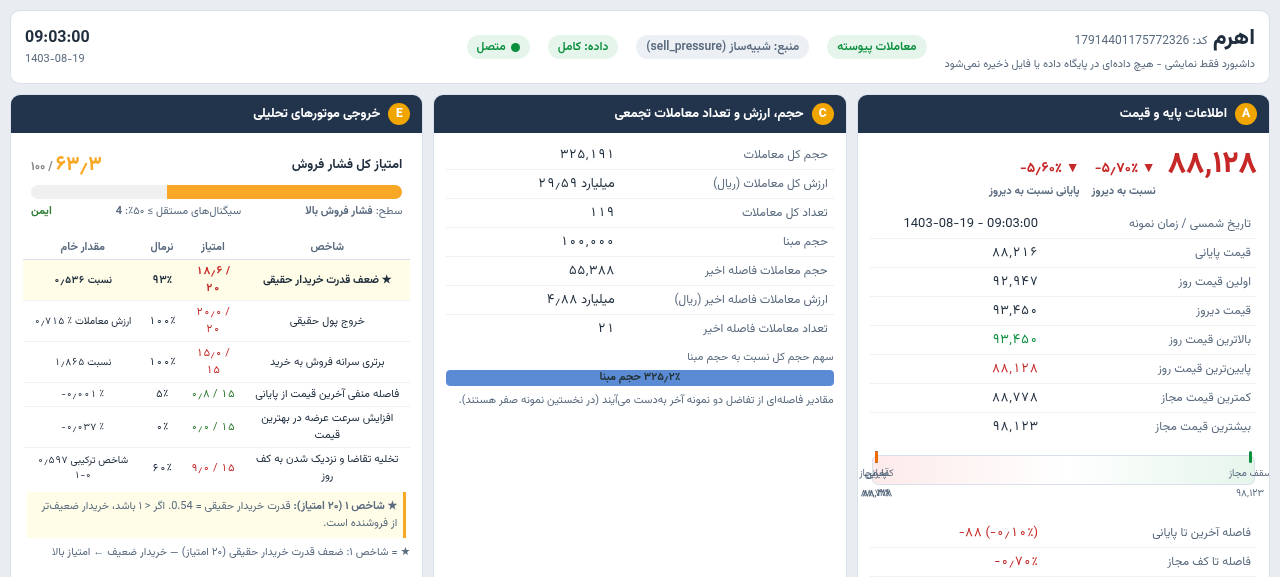 اهرم کد: 17914401175772326
داشبورد فقط نمایشی - هیچ داده‌ای در پایگاه داده یا فایل ذخیره نمی‌شود
معاملات پیوسته
منبع: شبیه‌ساز (sell_pressure)
داده: کامل
متصل
09:03:00
1403-08-19
A اطلاعات پایه و قیمت
۸۸,۱۲۸
▼ -۵٫۷۰٪
نسبت به دیروز
▼ -۵٫۶۰٪
پایانی نسبت به دیروز
تاریخ شمسی / زمان نمونه 1403-08-19 - 09:03:00
قیمت پایانی ۸۸,۲۱۶
اولین قیمت روز ۹۲,۹۴۷
قیمت دیروز ۹۳,۴۵۰
بالاترین قیمت روز ۹۳,۴۵۰
پایین‌ترین قیمت روز ۸۸,۱۲۸
کمترین قیمت مجاز ۸۸,۷۷۸
بیشترین قیمت مجاز ۹۸,۱۲۳
سقف مجاز
۹۸,۱۲۳
فاصله آخرین تا پایانی -۸۸ (-۰٫۱۰٪)
فاصله تا کف مجاز -۰٫۷۰٪
C حجم، ارزش و تعداد معاملات تجمعی
حجم کل معاملات ۳۲۵,۱۹۱
ارزش کل معاملات (ریال) ۲۹٫۵۹ میلیارد
تعداد کل معاملات ۱۱۹
حجم مبنا ۱۰۰,۰۰۰
حجم معاملات فاصله اخیر ۵۵,۳۸۸
ارزش معاملات فاصله اخیر (ریال) ۴٫۸۸ میلیارد
تعداد معاملات فاصله اخیر ۲۱
سهم حجم کل نسبت به حجم مبنا
۳۲۵٫۲٪ حجم مبنا
مقادیر فاصله‌ای از تفاضل دو نمونه آخر به‌دست می‌آیند (در نخستین نمونه صفر هستند).
E خروجی موتورهای تحلیلی
امتیاز کل فشار فروش ۶۳٫۳ / ۱۰۰
سطح: فشار فروش بالا سیگنال‌های مستقل ≥ ۵۰٪: 4 ایمن
شاخص امتیاز نرمال مقدار خام
★ ضعف قدرت خریدار حقیقی ۱۸٫۶ / ۲۰ ۹۳٪ نسبت ۰٫۵۳۶
خروج پول حقیقی ۲۰٫۰ / ۲۰ ۱۰۰٪ ارزش معاملات ٪ ۰٫۷۱۵
برتری سرانه فروش به خرید ۱۵٫۰ / ۱۵ ۱۰۰٪ نسبت ۱٫۸۶۵
فاصله منفی آخرین قیمت از پایانی ۰٫۸ / ۱۵ ۵٪ -۰٫۰۰۱ ٪
افزایش سرعت عرضه در بهترین قیمت ۰٫۰ / ۱۵ ۰٪ -۰٫۰۳۷ ٪
تخلیه تقاضا و نزدیک شدن به کف روز ۹٫۰ / ۱۵ ۶۰٪ شاخص ترکیبی ۰٫۵۹۷ ۰-۱
★ شاخص ۱ (۲۰ امتیاز): قدرت خریدار حقیقی = 0.54. اگر < ۱ باشد، خریدار ضعیف‌تر
از فروشنده است.
★ = شاخص ۱: ضعف قدرت خریدار حقیقی (۲۰ امتیاز) — خریدار ضعیف ← امتیاز بالا